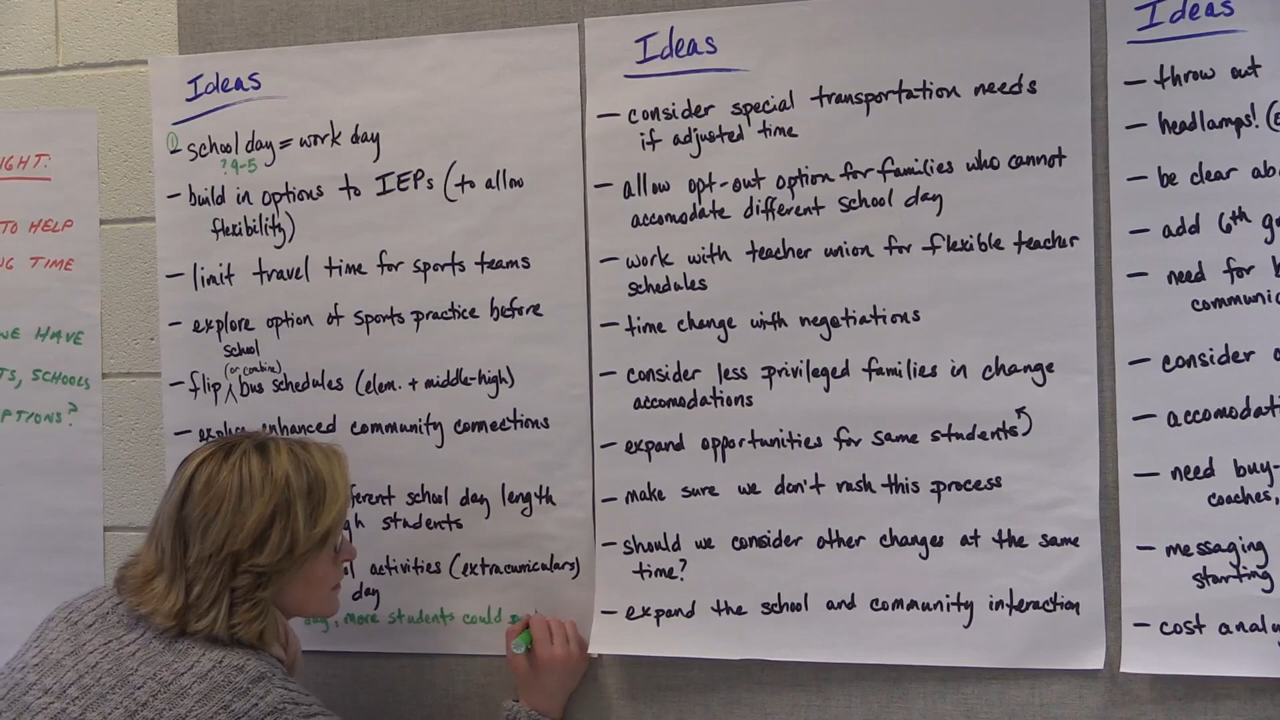 IGHT:
TO HELP
G TIME
WE HAVE
TS, SCHOOLS
PTIONS?
Ideas
① - school day = work day
? 9-5
- build in options to IEPs (to allow
flexibility)
- limit travel time for sports teams
- explore option of sports practice before
school
(or combine)
- flip ^ bus schedules (elem. + middle-high)
- explore enhanced community connections
ferent school day length
gh students
ol activities (extracurriculars)
day
day, more students could
Ideas
- consider special transportation needs
if adjusted time
- allow opt-out option for families who cannot
accomodate different school day
- work with teacher union for flexible teacher
schedules
- time change with negotiations
- consider less privileged families in change
accomodations
- expand opportunities for same students
- make sure we don't rush this process
- should we consider other changes at the same
time?
- expand the school and community interaction
Ideas
- throw out
- headlamps! (
- be clear ab
- add 6th g
- need for
communic
- consider
- accomodati
- need buy-
coaches,
- messaging
starting
- cost analy